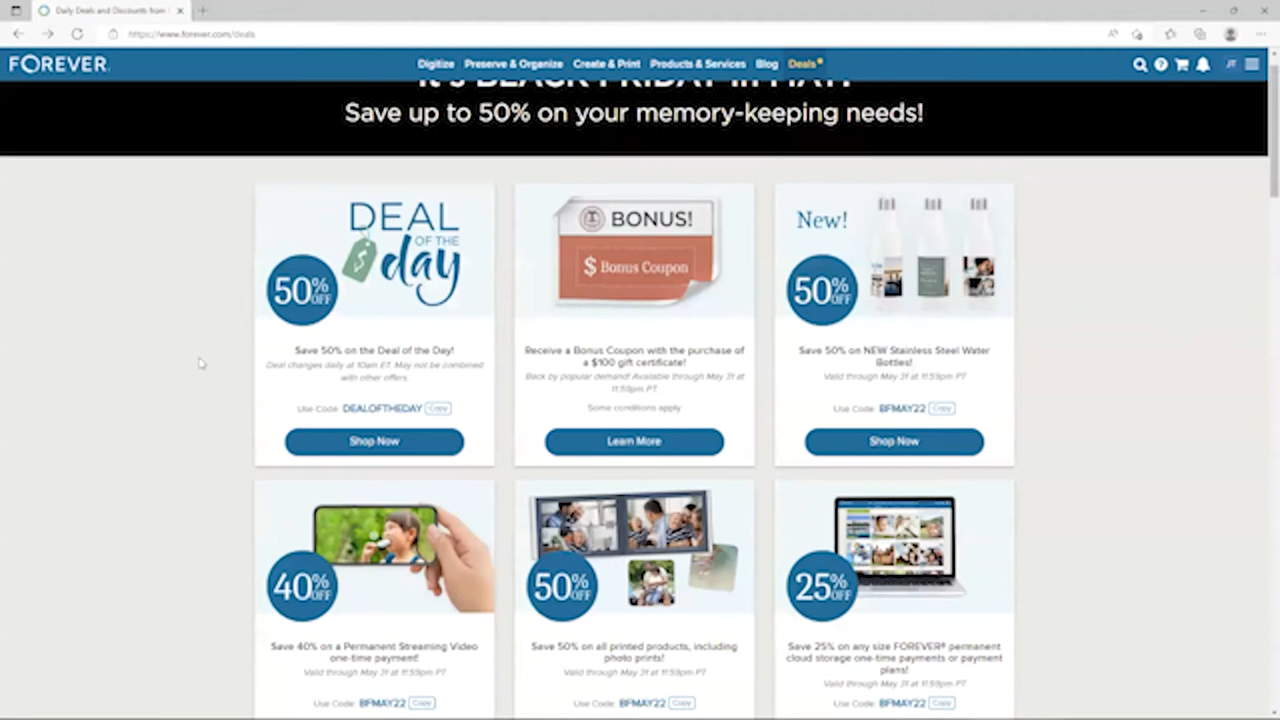 Daily Deals and Discounts from
https://www.forever.com/deals
FOREVER
Digitize Preserve & Organize Create & Print Products & Services Blog Deals
JT
It's BLACK FRIDAY in MAY!
Save up to 50% on your memory-keeping needs!
DEAL
OF THE
day
50% OFF
Save 50% on the Deal of the Day!
Deal changes daily at 10am ET. May not be combined
with other offers.
Use Code: DEALOFTHEDAY Copy
Shop Now
BONUS!
$ Bonus Coupon
Receive a Bonus Coupon with the purchase of
a $100 gift certificate!
Back by popular demand! Available through May 31 at
11:59pm PT
Some conditions apply
Learn More
New!
50% OFF
Save 50% on NEW Stainless Steel Water
Bottles!
Valid through May 31 at 11:59pm PT
Use Code: BFMAY22 Copy
Shop Now
40% OFF
Save 40% on a Permanent Streaming Video
one-time payment!
Valid through May 31 at 11:59pm PT
Use Code: BFMAY22 Copy
50% OFF
Save 50% on all printed products, including
photo prints!
Valid through May 31 at 11:59pm PT
Use Code: BFMAY22 Copy
25% OFF
Save 25% on any size FOREVER® permanent
cloud storage one-time payments or payment
plans!
Valid through May 31 at 11:59pm PT
Use Code: BFMAY22 Copy